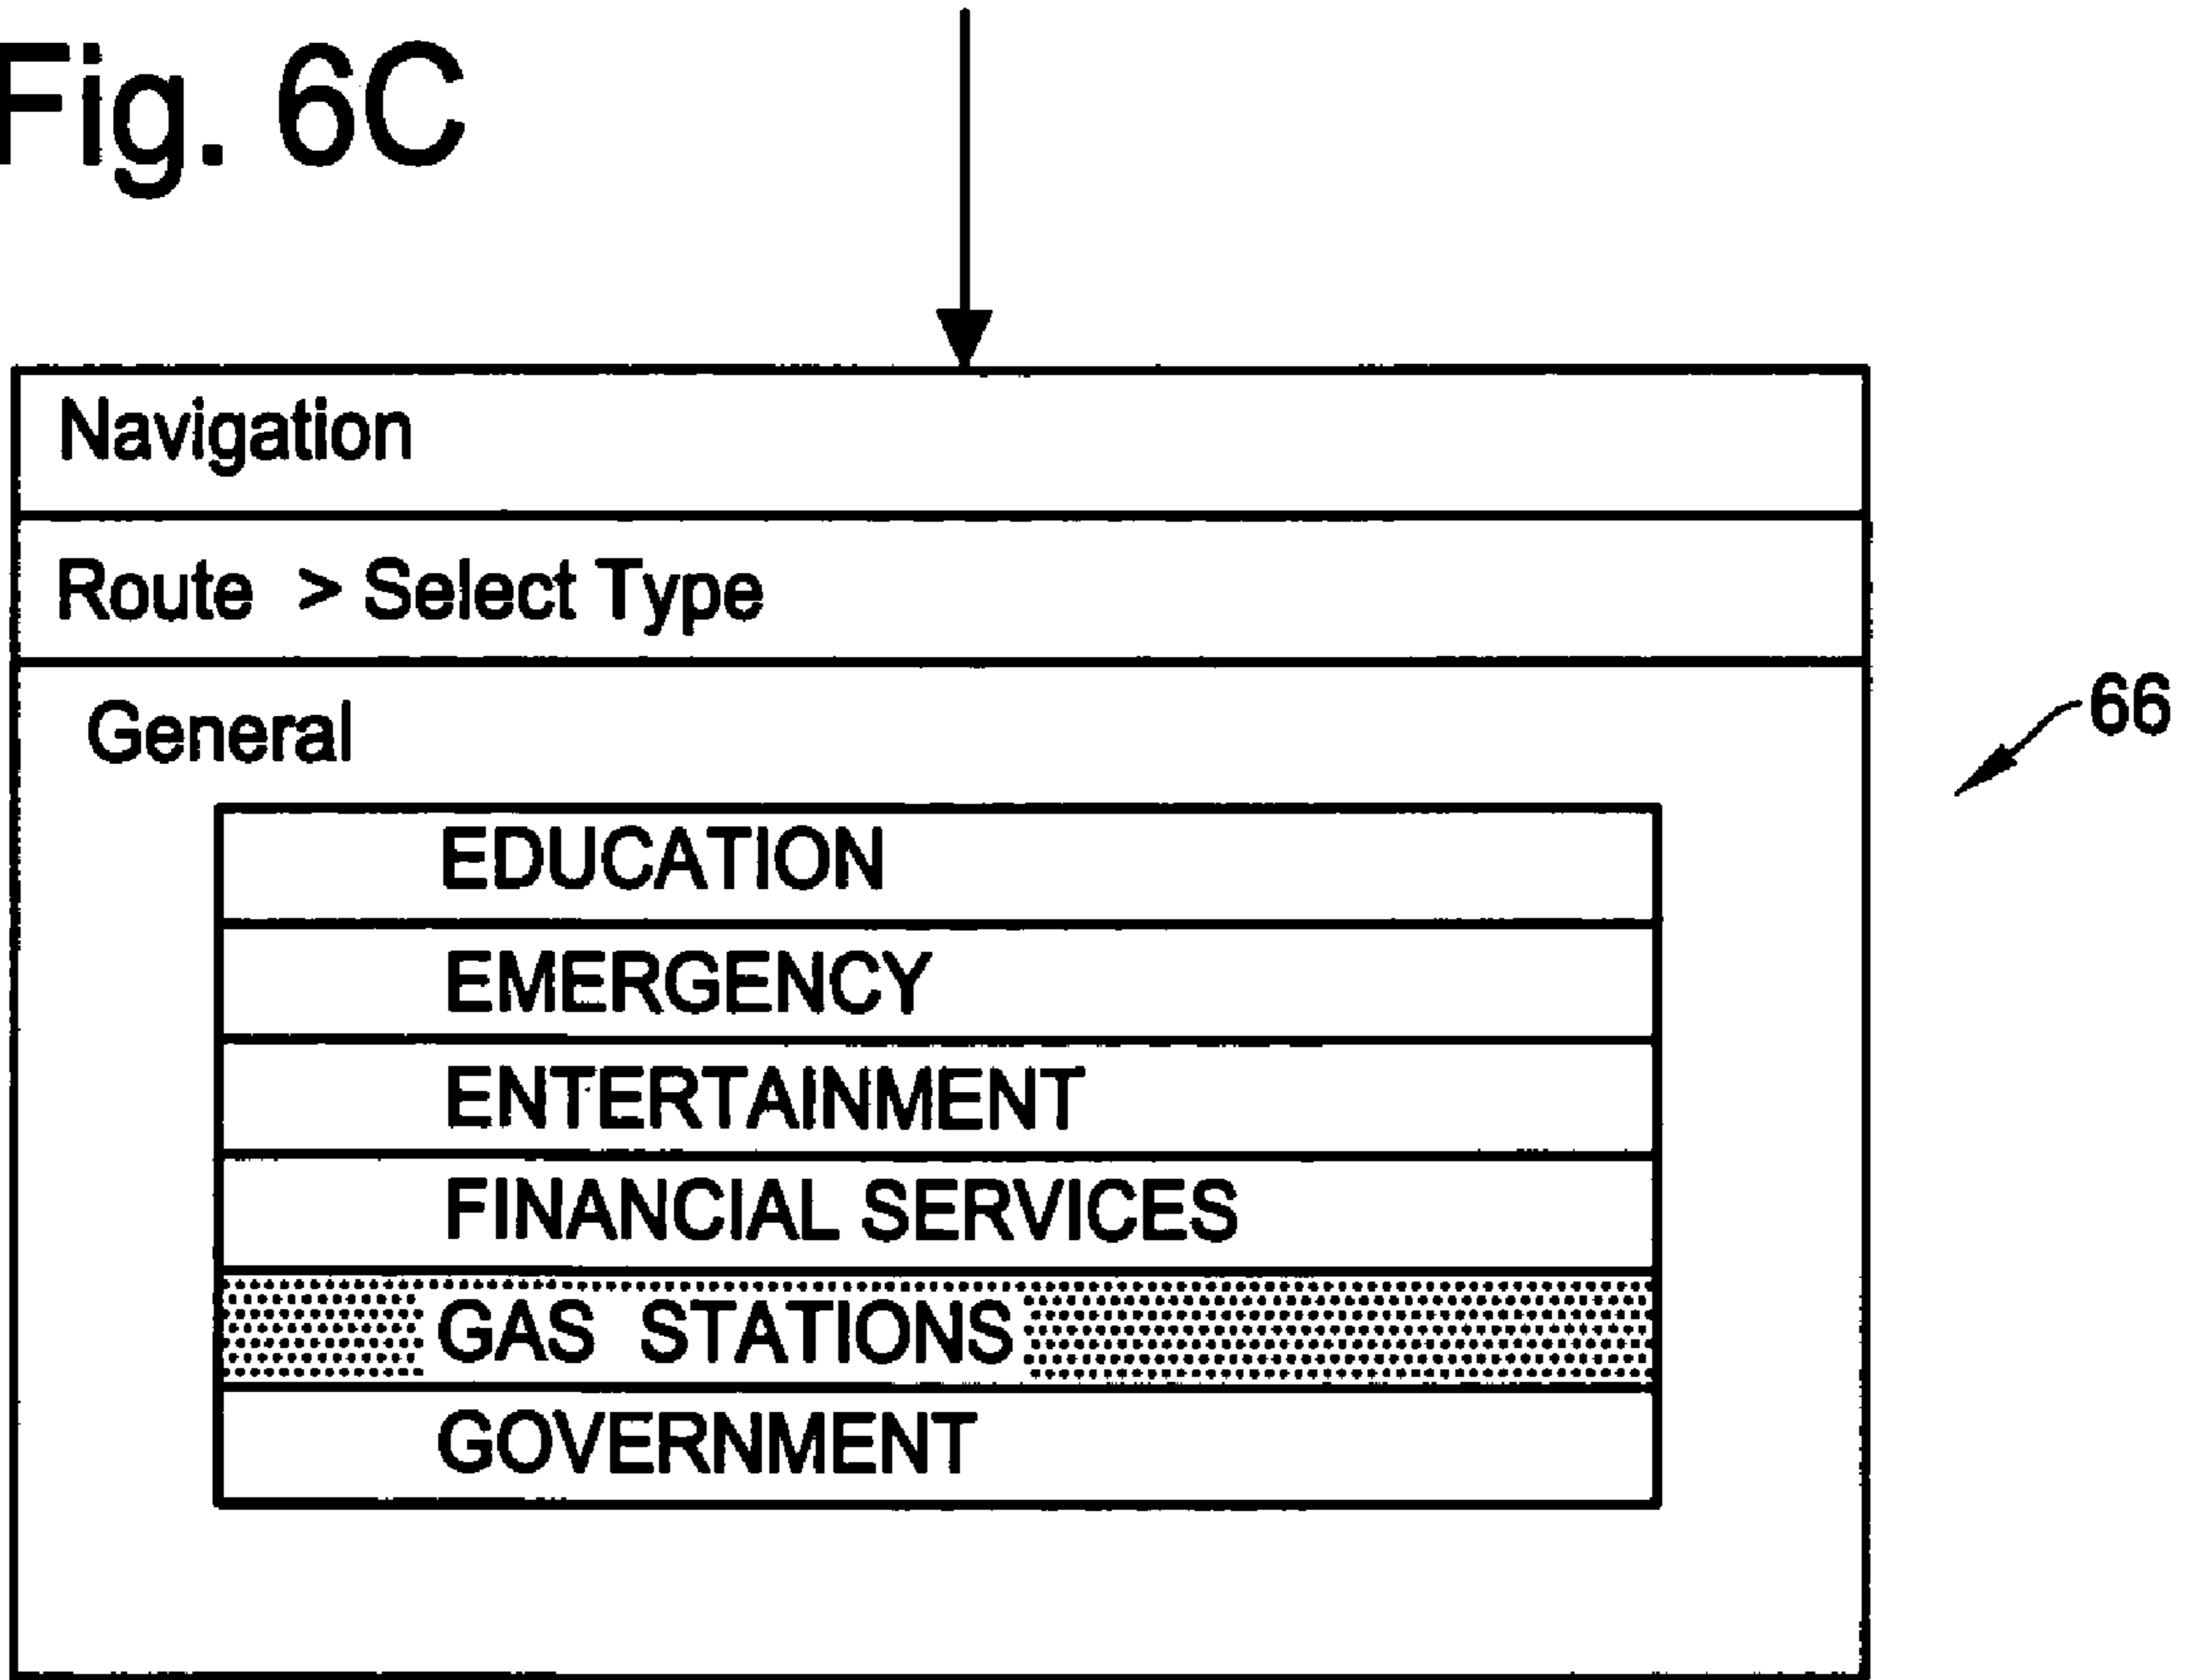 Fig. 6C
Navigation
Route > Select Type
General
66
EDUCATION
EMERGENCY
ENTERTAINMENT
FINANCIAL SERVICES
GAS STATIONS
GOVERNMENT